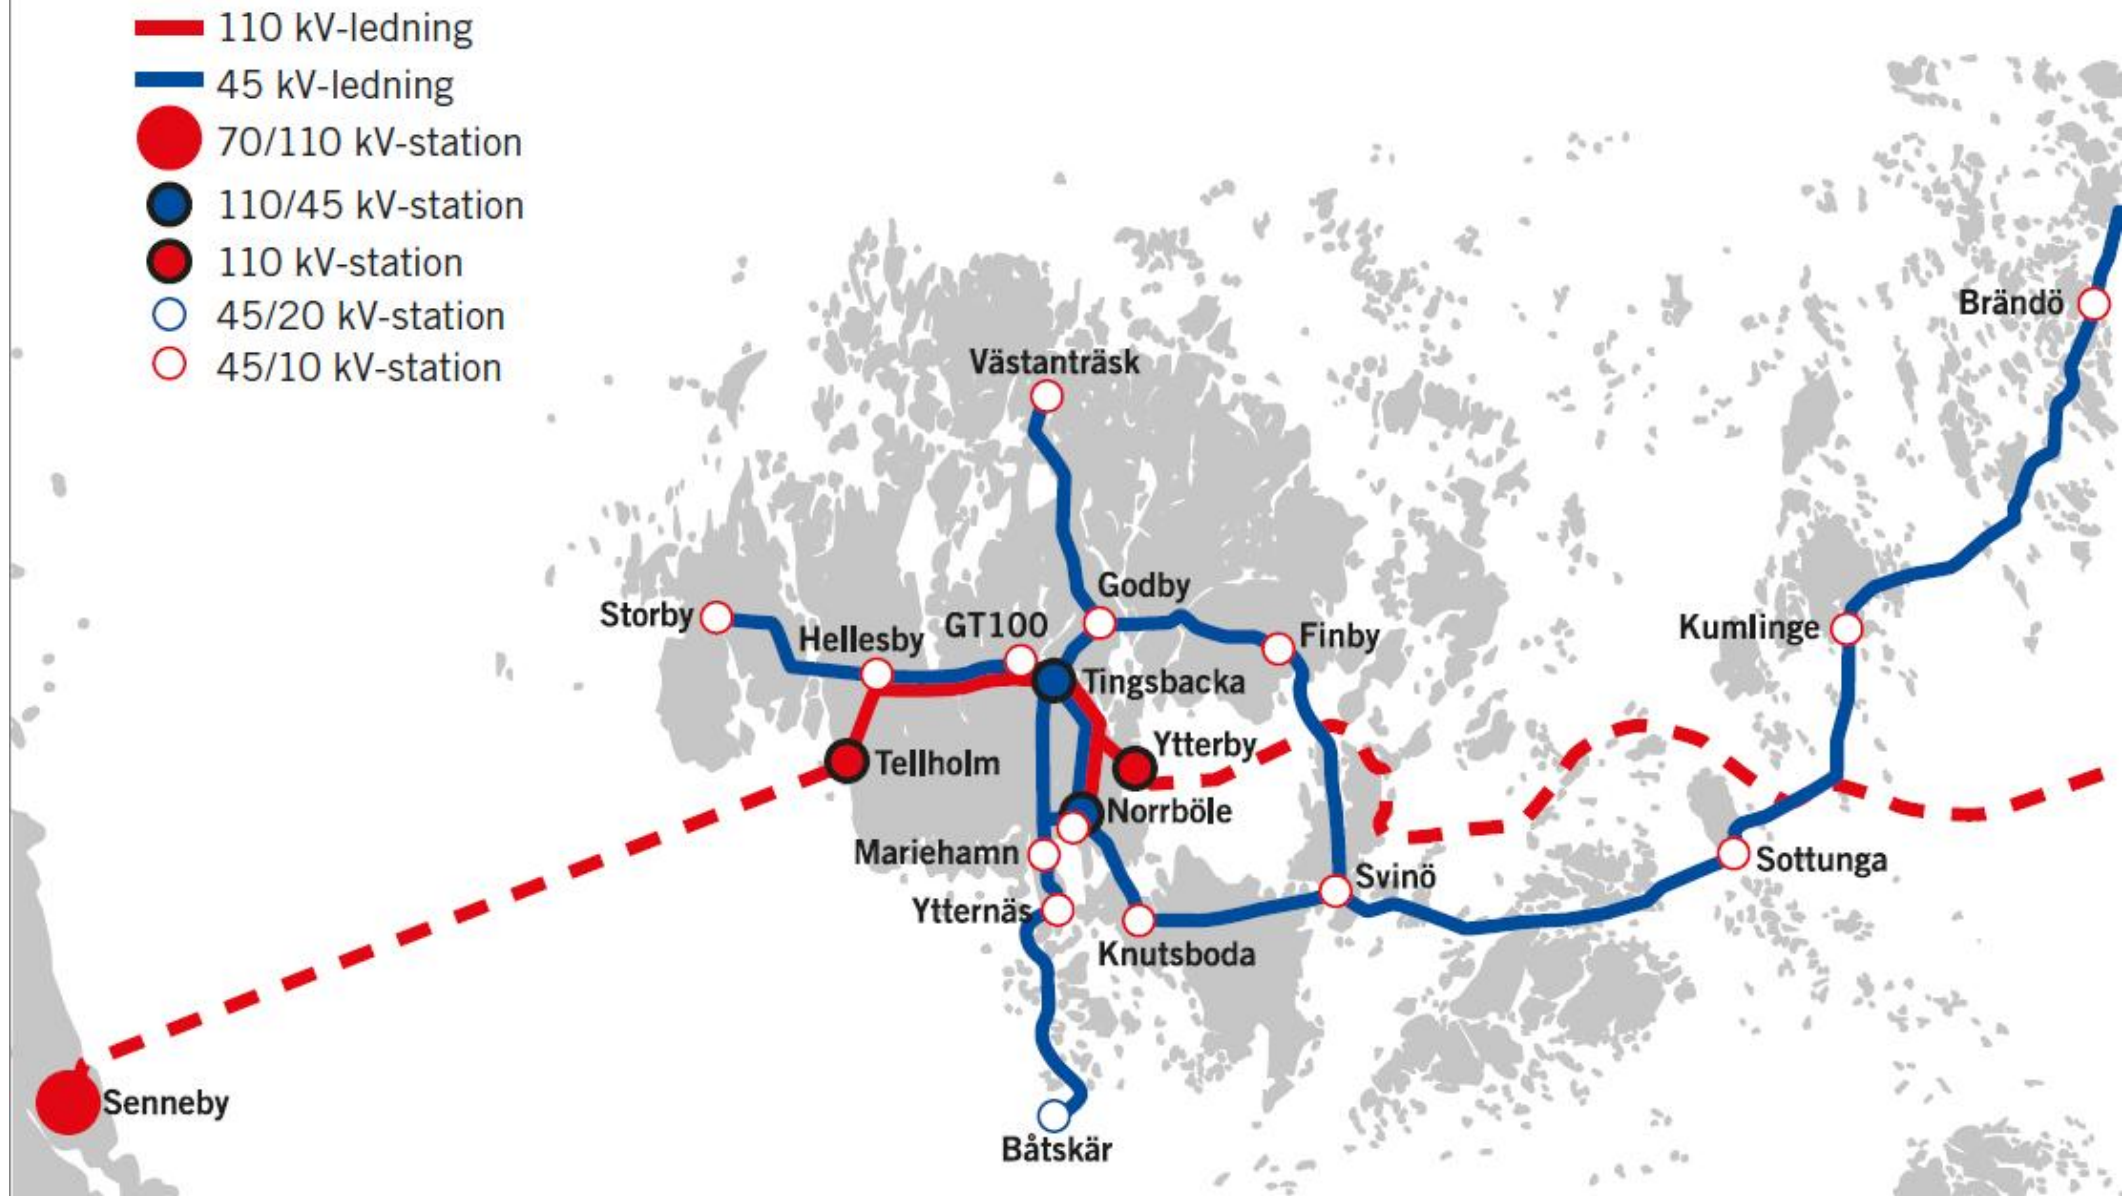 110 kV-ledning
45 kV-ledning
70/110 kV-station
110/45 kV-station
110 kV-station
45/20 kV-station
45/10 kV-station
Brändö
Västanträsk
Godby
Storby
Hellesby
GT100
Finby
Kumlinge
Tingsbacka
Ytterby
Tellholm
Norrböle
Mariehamn
Sottunga
Svinö
Ytternäs
Knutsboda
Senneby
Båtskär